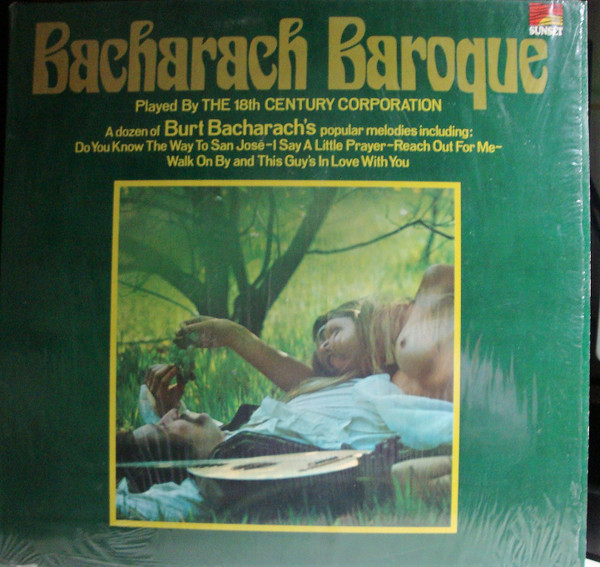 Bacharach Baroque
SUNSET
Played By THE 18th CENTURY CORPORATION
A dozen of Burt Bacharach's popular melodies including:
Do You Know The Way To San José-I Say A Little Prayer-Reach Out For Me-
Walk On By and This Guy's In Love With You